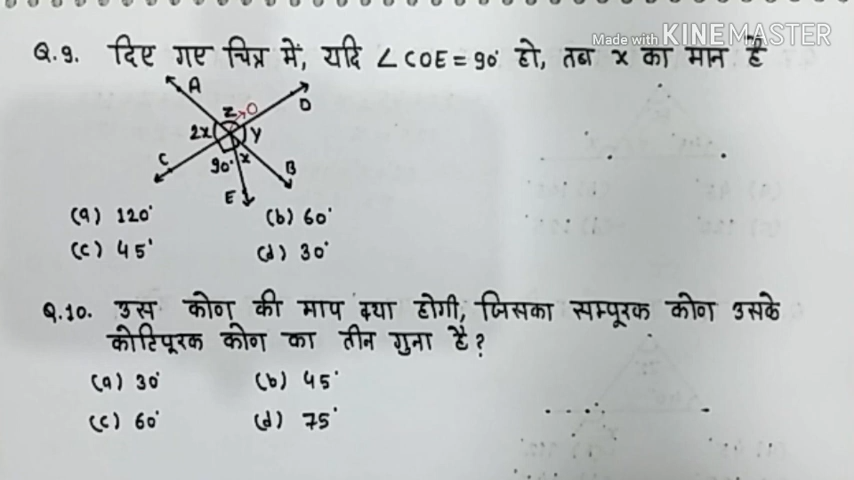 Made with KINEMASTER
Q.9. दिए गए चित्र में, यदि ∠COE = 90° हो, तब x का मान है
A
D
Z O
2x y
C 90° x B
E
(a) 120° (b) 60°
(c) 45° (d) 30°
Q.10. उस कोण की माप क्या होगी, जिसका सम्पूरक कोण उसके
कोटिपूरक कोण का तीन गुना है?
(a) 30° (b) 45°
(c) 60° (d) 75°